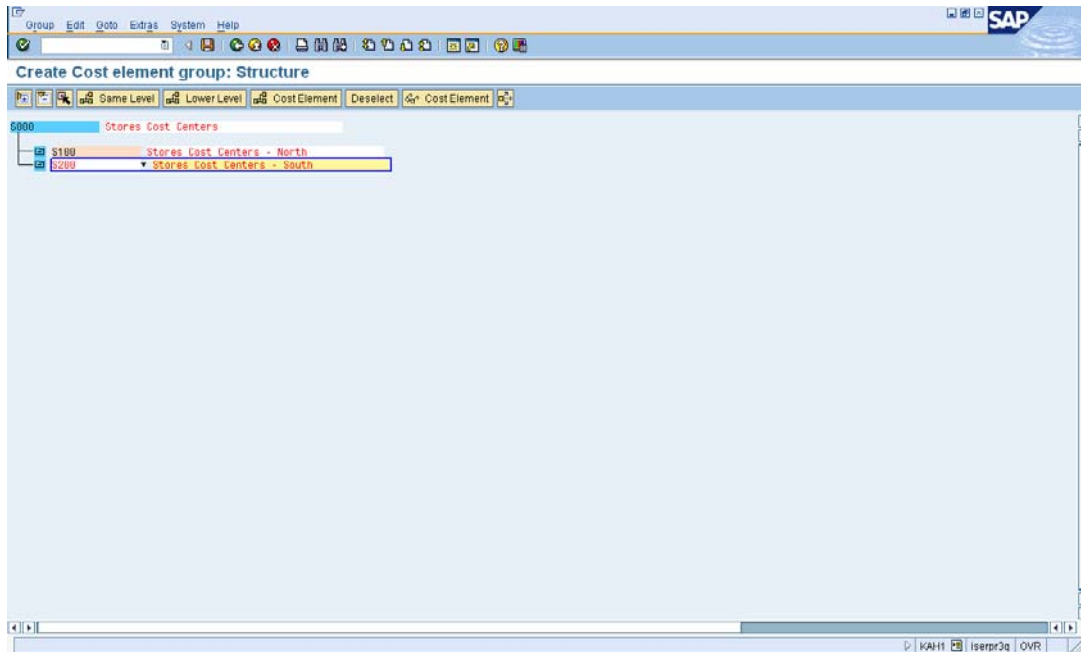 Group Edit Goto Extras System Help
SAP
Create Cost element group: Structure
Same Level Lower Level Cost Element Deselect Cost Element
S000 Stores Cost Centers
S100 Stores Cost Centers - North
S200 Stores Cost Centers - South
KAH1 iserpr3q OVR